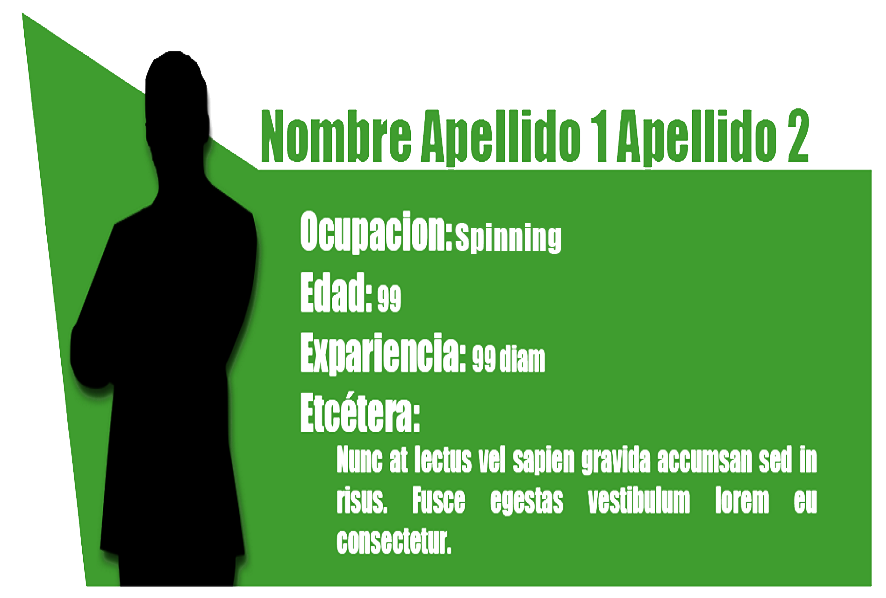 Nombre Apellido 1 Apellido 2
Ocupacion: Spinning
Edad: 99
Expariencia: 99 diam
Etcétera:
Nunc at lectus vel sapien gravida accumsan sed in
risus. Fusce egestas vestibulum lorem eu
consectetur.